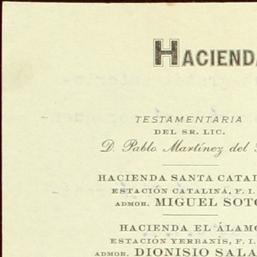 HACIENDA
TESTAMENTARIA
DEL SR. LIC.
D. Pablo Martínez del
HACIENDA SANTA CATAL
ESTACIÓN CATALINA, F. I.
ADMOR. MIGUEL SOTO
HACIENDA EL ÁLAMO
ESTACIÓN YERBANÍS, F. I.
ADMOR. DIONISIO SALA